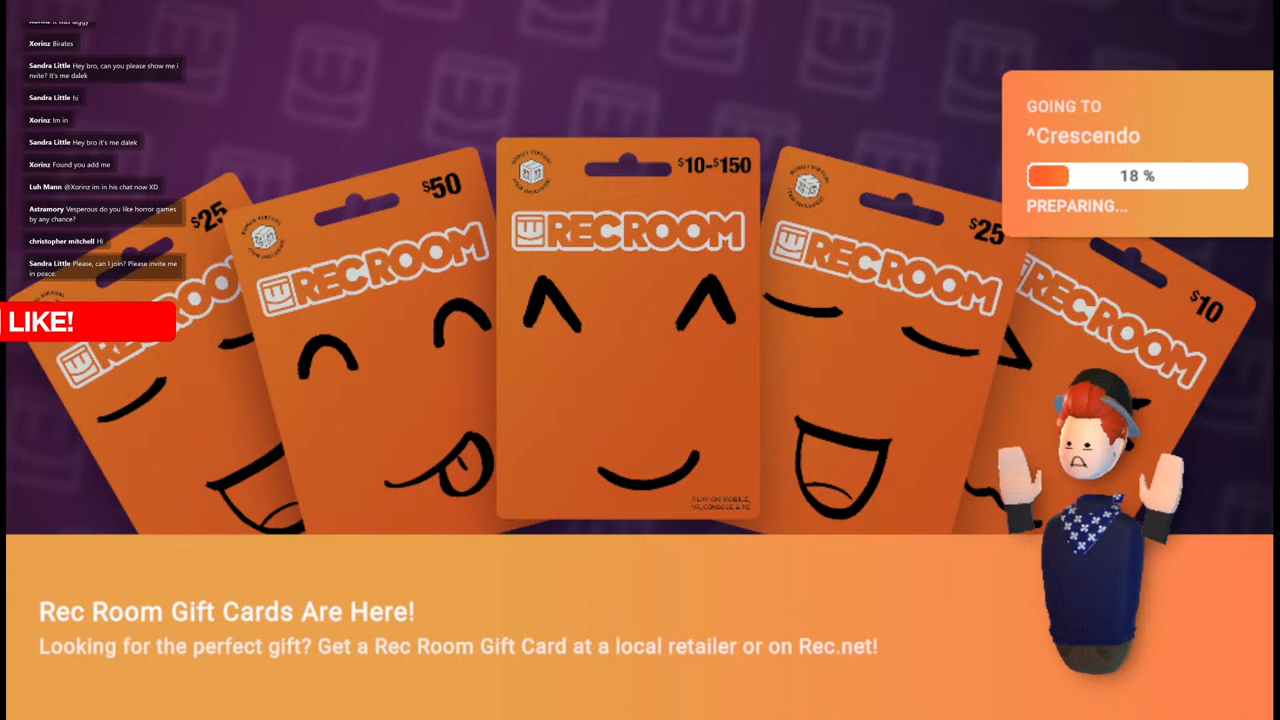 Xorinz It was laggy
Xorinz Birates
Sandra Little Hey bro, can you please show me i
nvite? It's me dalek
Sandra Little hi
Xorinz Im in
Sandra Little Hey bro it's me dalek
Xorinz Found you add me
Luh Mann @Xorinz im in his chat now XD
Astramory Vesperous do you like horror games
by any chance?
christopher mitchell Hi
Sandra Little Please, can I join? Please invite me
in peace.
LIKE!
$25
REC ROOM
$50
REC ROOM
$10-$150
REC ROOM
PLAY ON MOBILE,
VR, CONSOLE, & PC
$25
REC ROOM
$10
REC ROOM
GOING TO
^Crescendo
18 %
PREPARING...
Rec Room Gift Cards Are Here!
Looking for the perfect gift? Get a Rec Room Gift Card at a local retailer or on Rec.net!